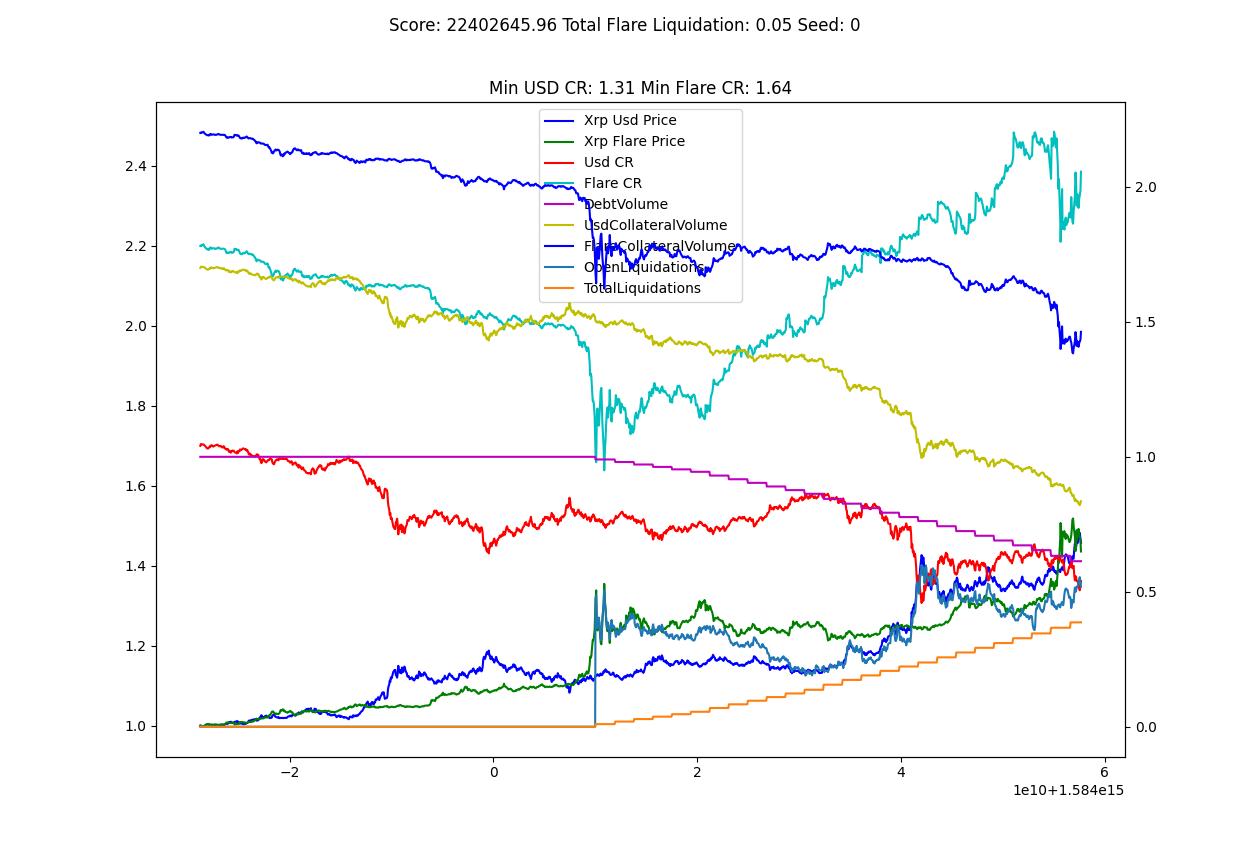 Score: 22402645.96 Total Flare Liquidation: 0.05 Seed: 0
Min USD CR: 1.31 Min Flare CR: 1.64
Xrp Usd Price
Xrp Flare Price
Usd CR
Flare CR
DebtVolume
UsdCollateralVolume
FlareCollateralVolume
OpenLiquidations
TotalLiquidations
2.4
2.2
2.0
1.8
1.6
1.4
1.2
1.0
2.0
1.5
1.0
0.5
0.0
−2 0 2 4 6
1e10+1.584e15